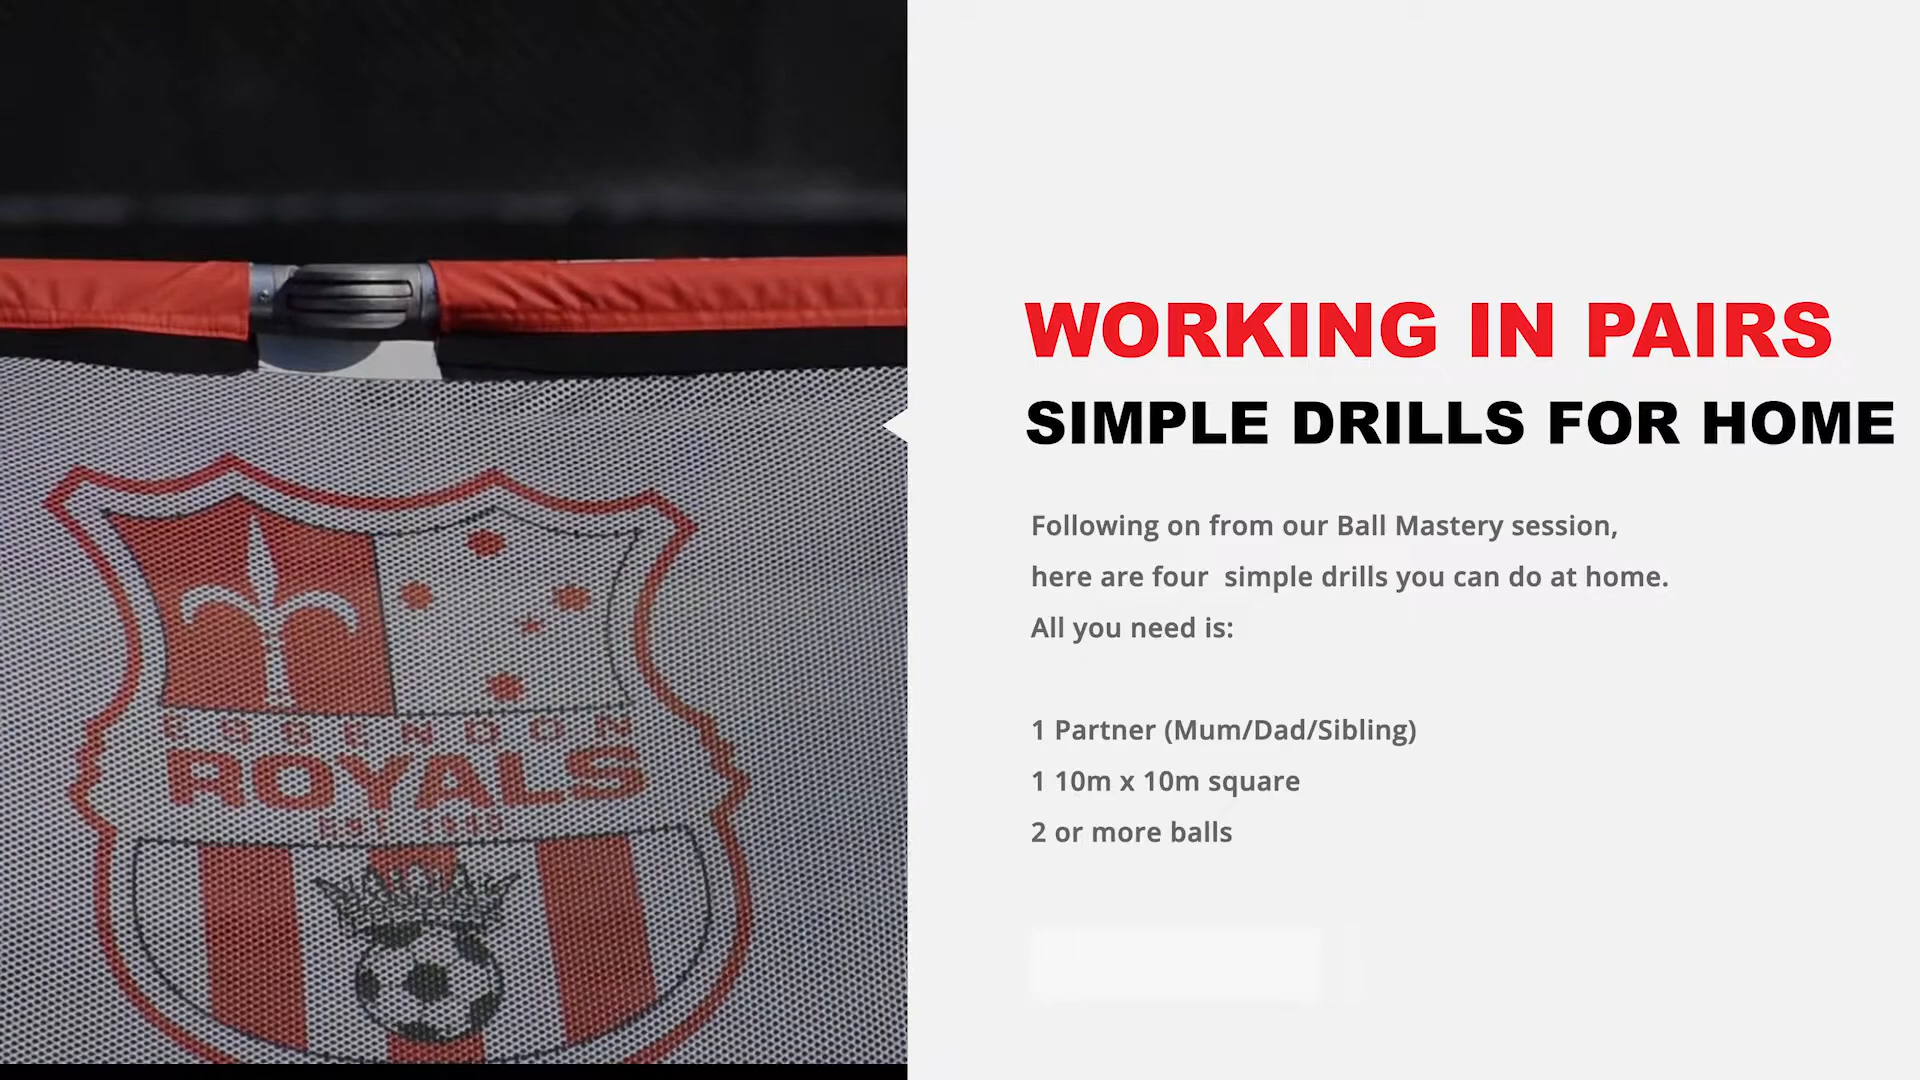 WORKING IN PAIRS
SIMPLE DRILLS FOR HOME
Following on from our Ball Mastery session,
here are four  simple drills you can do at home.
All you need is:
1 Partner (Mum/Dad/Sibling)
1 10m x 10m square
2 or more balls
ESSENDON
ROYALS